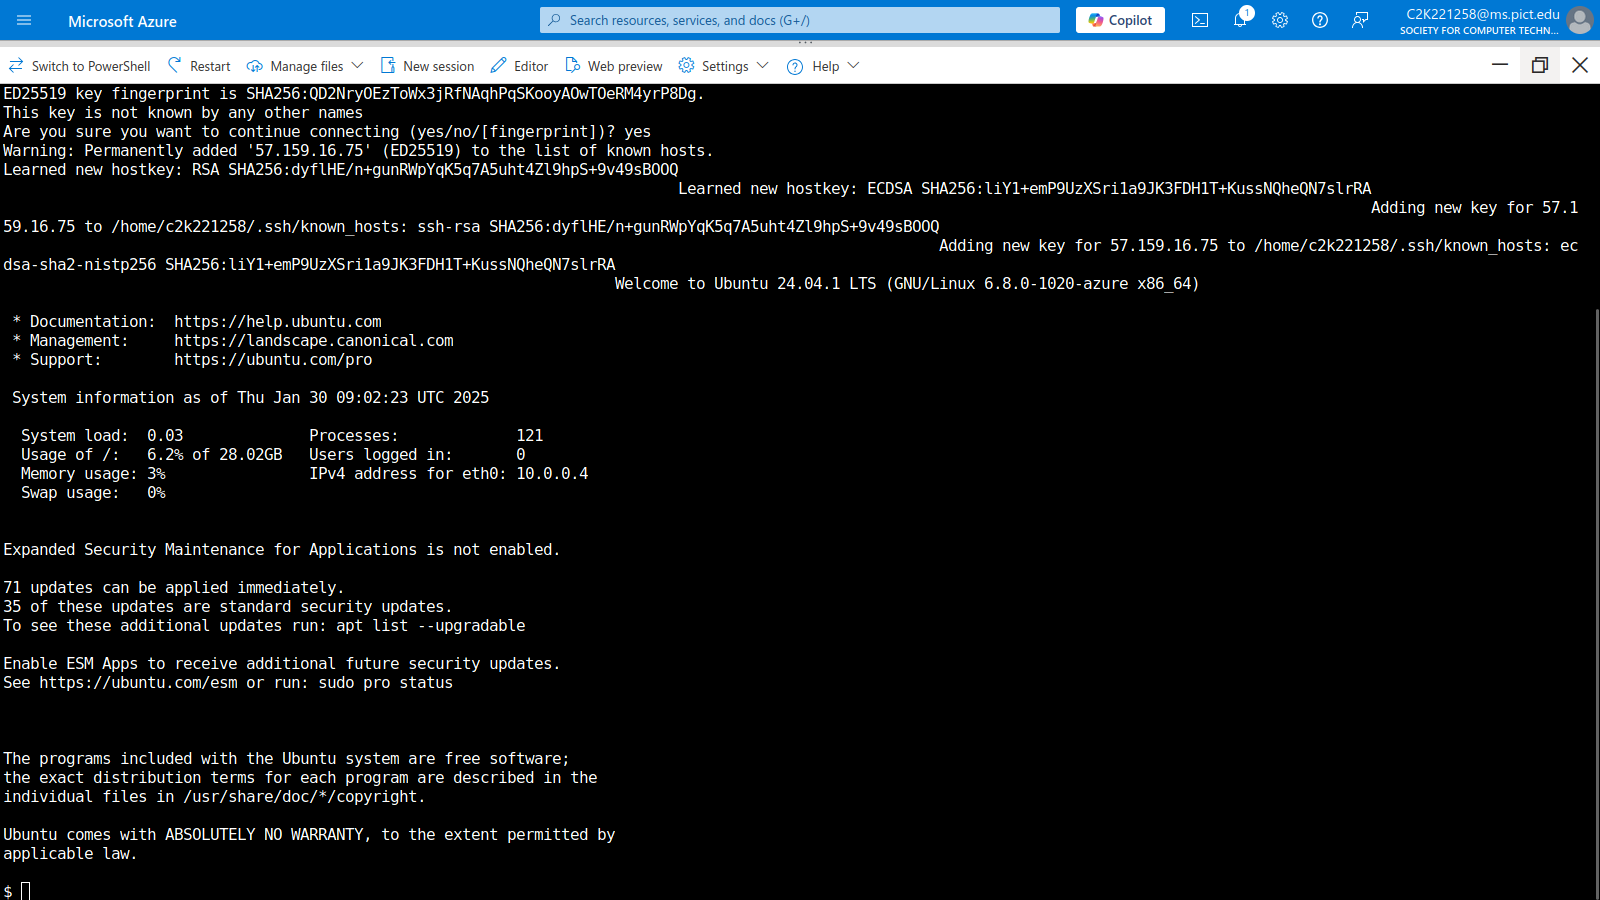 Microsoft Azure
Search resources, services, and docs (G+/)
Copilot
1
C2K221258@ms.pict.edu
SOCIETY FOR COMPUTER TECHN...
Switch to PowerShell Restart Manage files New session Editor Web preview Settings Help
ED25519 key fingerprint is SHA256:QD2NryOEzToWx3jRfNAqhPqSKooyAOwTOeRM4yrP8Dg.
This key is not known by any other names
Are you sure you want to continue connecting (yes/no/[fingerprint])? yes
Warning: Permanently added '57.159.16.75' (ED25519) to the list of known hosts.
Learned new hostkey: RSA SHA256:dyflHE/n+gunRWpYqK5q7A5uht4Zl9hpS+9v49sBOOQ
Learned new hostkey: ECDSA SHA256:liY1+emP9UzXSri1a9JK3FDH1T+KussNQheQN7slrRA
Adding new key for 57.1
59.16.75 to /home/c2k221258/.ssh/known_hosts: ssh-rsa SHA256:dyflHE/n+gunRWpYqK5q7A5uht4Zl9hpS+9v49sBOOQ
Adding new key for 57.159.16.75 to /home/c2k221258/.ssh/known_hosts: ec
dsa-sha2-nistp256 SHA256:liY1+emP9UzXSri1a9JK3FDH1T+KussNQheQN7slrRA
Welcome to Ubuntu 24.04.1 LTS (GNU/Linux 6.8.0-1020-azure x86_64)
* Documentation: https://help.ubuntu.com
* Management: https://landscape.canonical.com
* Support: https://ubuntu.com/pro
System information as of Thu Jan 30 09:02:23 UTC 2025
System load: 0.03 Processes: 121
Usage of /: 6.2% of 28.02GB Users logged in: 0
Memory usage: 3% IPv4 address for eth0: 10.0.0.4
Swap usage: 0%
Expanded Security Maintenance for Applications is not enabled.
71 updates can be applied immediately.
35 of these updates are standard security updates.
To see these additional updates run: apt list --upgradable
Enable ESM Apps to receive additional future security updates.
See https://ubuntu.com/esm or run: sudo pro status
The programs included with the Ubuntu system are free software;
the exact distribution terms for each program are described in the
individual files in /usr/share/doc/*/copyright.
Ubuntu comes with ABSOLUTELY NO WARRANTY, to the extent permitted by
applicable law.
$